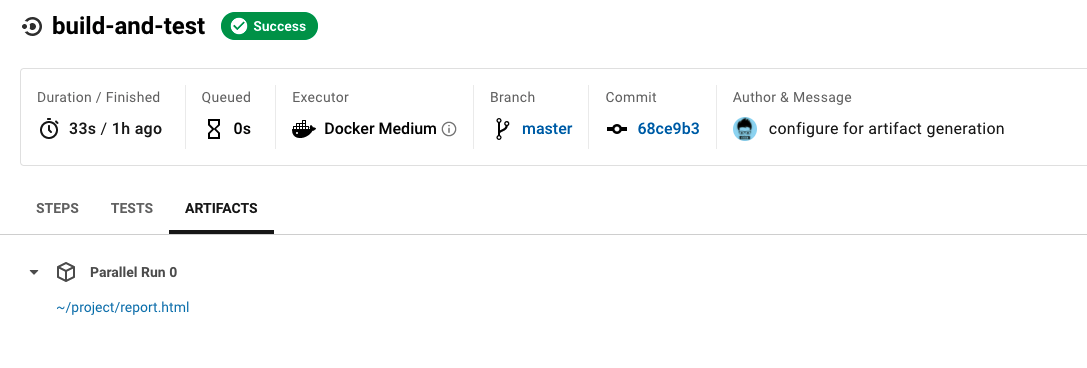 build-and-test Success
Duration / Finished Queued Executor Branch Commit Author & Message
33s / 1h ago 0s Docker Medium master 68ce9b3 configure for artifact generation
STEPS TESTS ARTIFACTS
Parallel Run 0
~/project/report.html